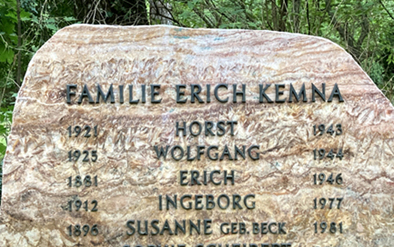 FAMILIE ERICH KEMNA
1921 HORST 1943
1925 WOLFGANG 1944
1881 ERICH 1946
1912 INGEBORG 1977
1896 SUSANNE GEB. BECK 1981